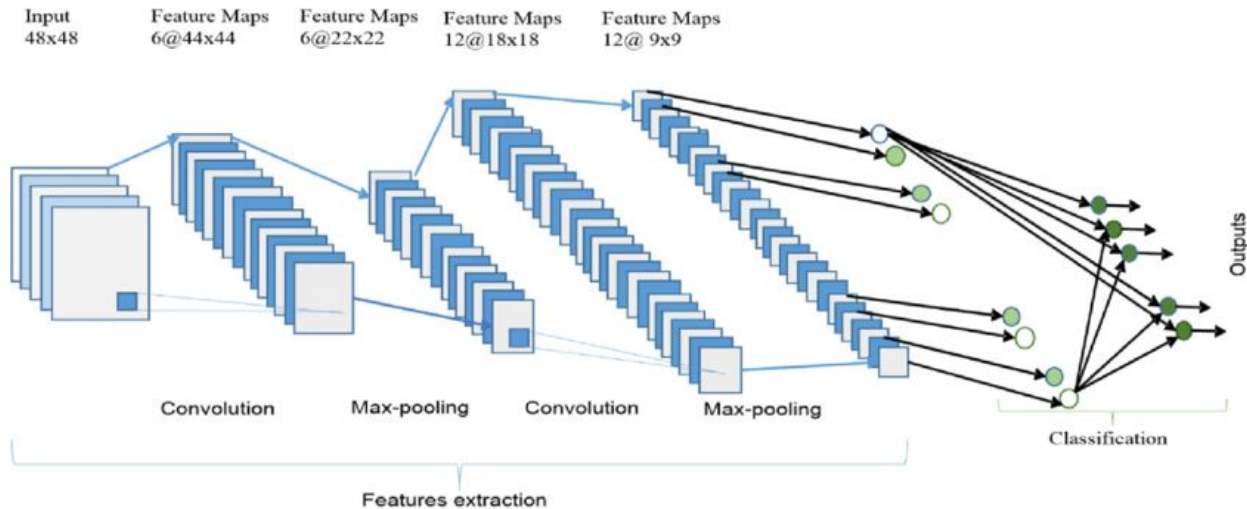 Input
48x48
Feature Maps
6@44x44
Feature Maps
6@22x22
Feature Maps
12@18x18
Feature Maps
12@ 9x9
Outputs
Convolution
Max-pooling
Convolution
Max-pooling
Classification
Features extraction